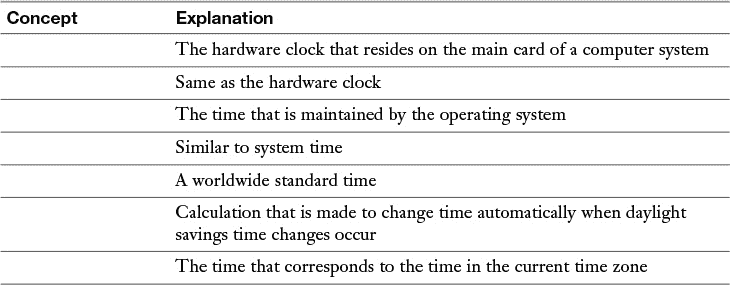 Concept Explanation
The hardware clock that resides on the main card of a computer system
Same as the hardware clock
The time that is maintained by the operating system
Similar to system time
A worldwide standard time
Calculation that is made to change time automatically when daylight
savings time changes occur
The time that corresponds to the time in the current time zone